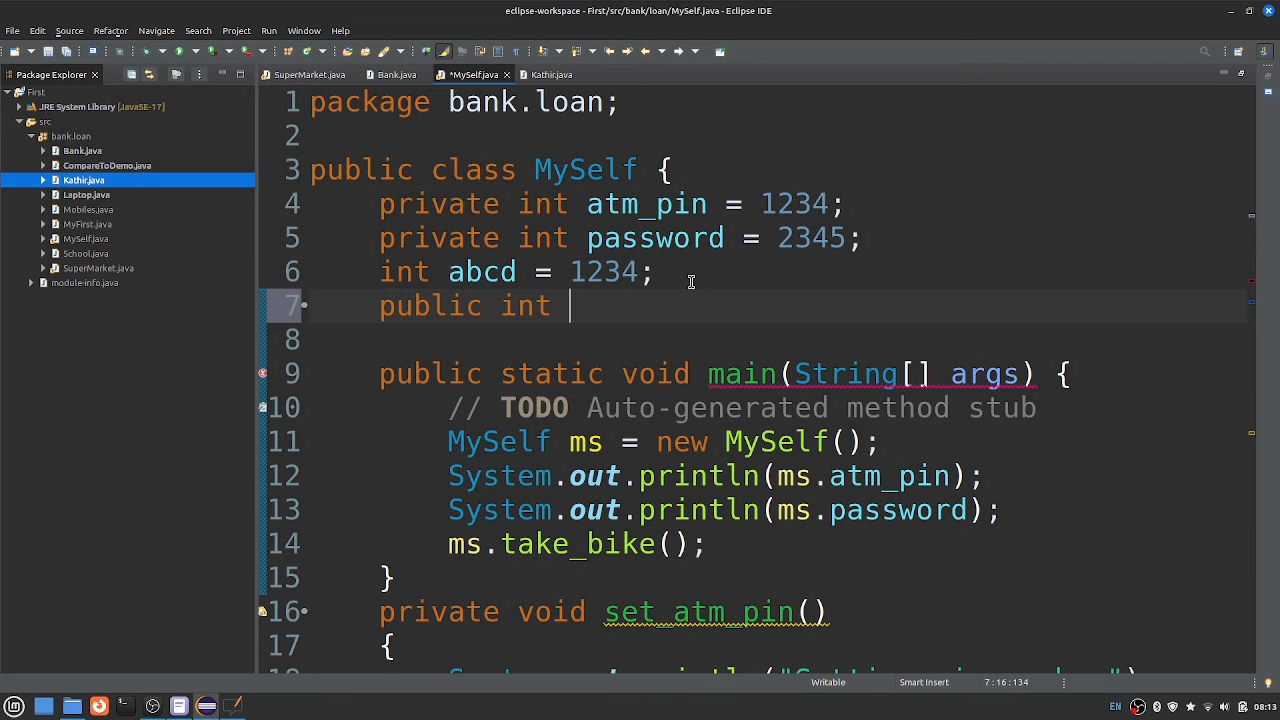 eclipse-workspace - First/src/bank/loan/MySelf.java - Eclipse IDE
File Edit Source Refactor Navigate Search Project Run Window Help
Package Explorer
SuperMarket.java Bank.java *MySelf.java Kathir.java
First
JRE System Library [JavaSE-17]
src
bank.loan
Bank.java
CompareToDemo.java
Kathir.java
Laptop.java
Mobiles.java
MyFirst.java
MySelf.java
School.java
SuperMarket.java
module-info.java
1 package bank.loan;
2
3 public class MySelf {
4 private int atm_pin = 1234;
5 private int password = 2345;
6 int abcd = 1234;
7 public int
8
9 public static void main(String[] args) {
10 // TODO Auto-generated method stub
11 MySelf ms = new MySelf();
12 System.out.println(ms.atm_pin);
13 System.out.println(ms.password);
14 ms.take_bike();
15 }
16 private void set_atm_pin()
17 {
Writable Smart Insert 7 : 16 : 134
EN 08:13